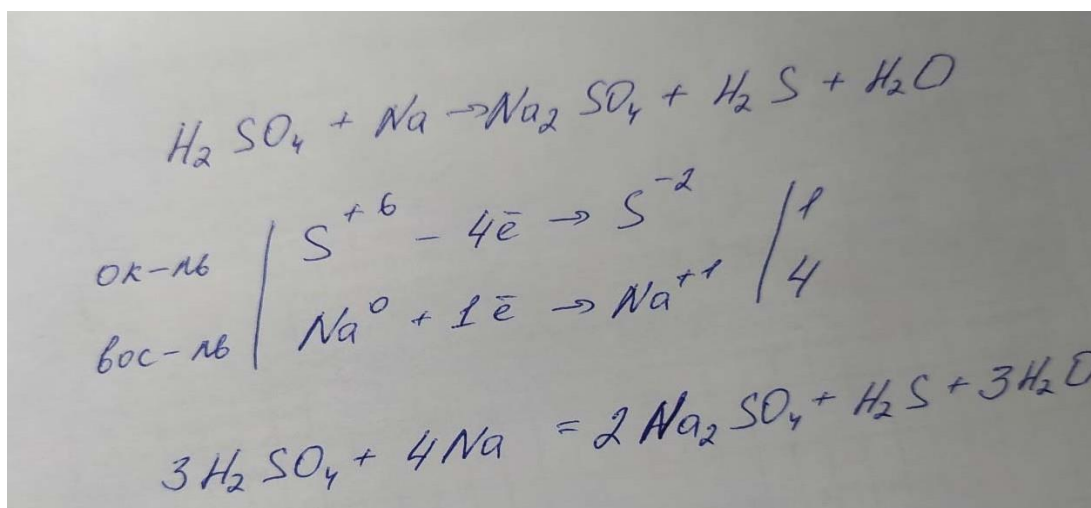 H₂SO₄ + Na → Na₂SO₄ + H₂S + H₂O
ок-ль | S⁺⁶ - 4ē → S⁻² | 1
вос-ль | Na⁰ + 1ē → Na⁺¹ | 4
3H₂SO₄ + 4Na = 2Na₂SO₄ + H₂S + 3H₂O